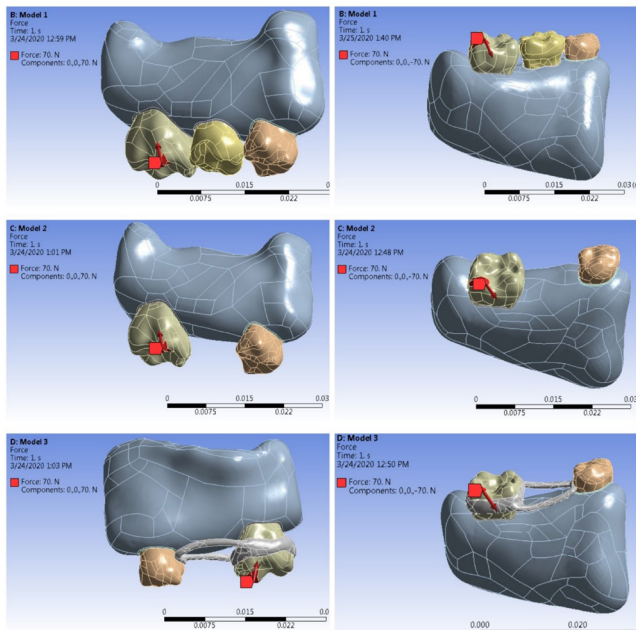 B: Model 1
Force
Time: 1. s
3/24/2020 12:59 PM
Force: 70. N
Components: 0,,0,,70. N
0
0.015
0.0075
0.022
B: Model 1
Force
Time: 1. s
3/25/2020 1:40 PM
Force: 70. N
Components: 0,,0,,-70. N
0
0.015
0.03
0.0075
0.022
C: Model 2
Force
Time: 1. s
3/24/2020 1:01 PM
Force: 70. N
Components: 0,,0,,70. N
0
0.015
0.03
0.0075
0.022
C: Model 2
Force
Time: 1. s
3/24/2020 12:48 PM
Force: 70. N
Components: 0,,0,,-70. N
0
0.015
0.03
0.0075
0.022
D: Model 3
Force
Time: 1. s
3/24/2020 1:03 PM
Force: 70. N
Components: 0,,0,,70. N
0
0.015
0.0075
0.022
D: Model 3
Force
Time: 1. s
3/24/2020 12:50 PM
Force: 70. N
Components: 0,,0,,-70. N
0.000
0.020